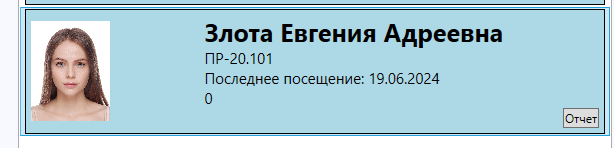 Злота Евгения Адреевна
ПР-20.101
Последнее посещение: 19.06.2024
0
Отчет